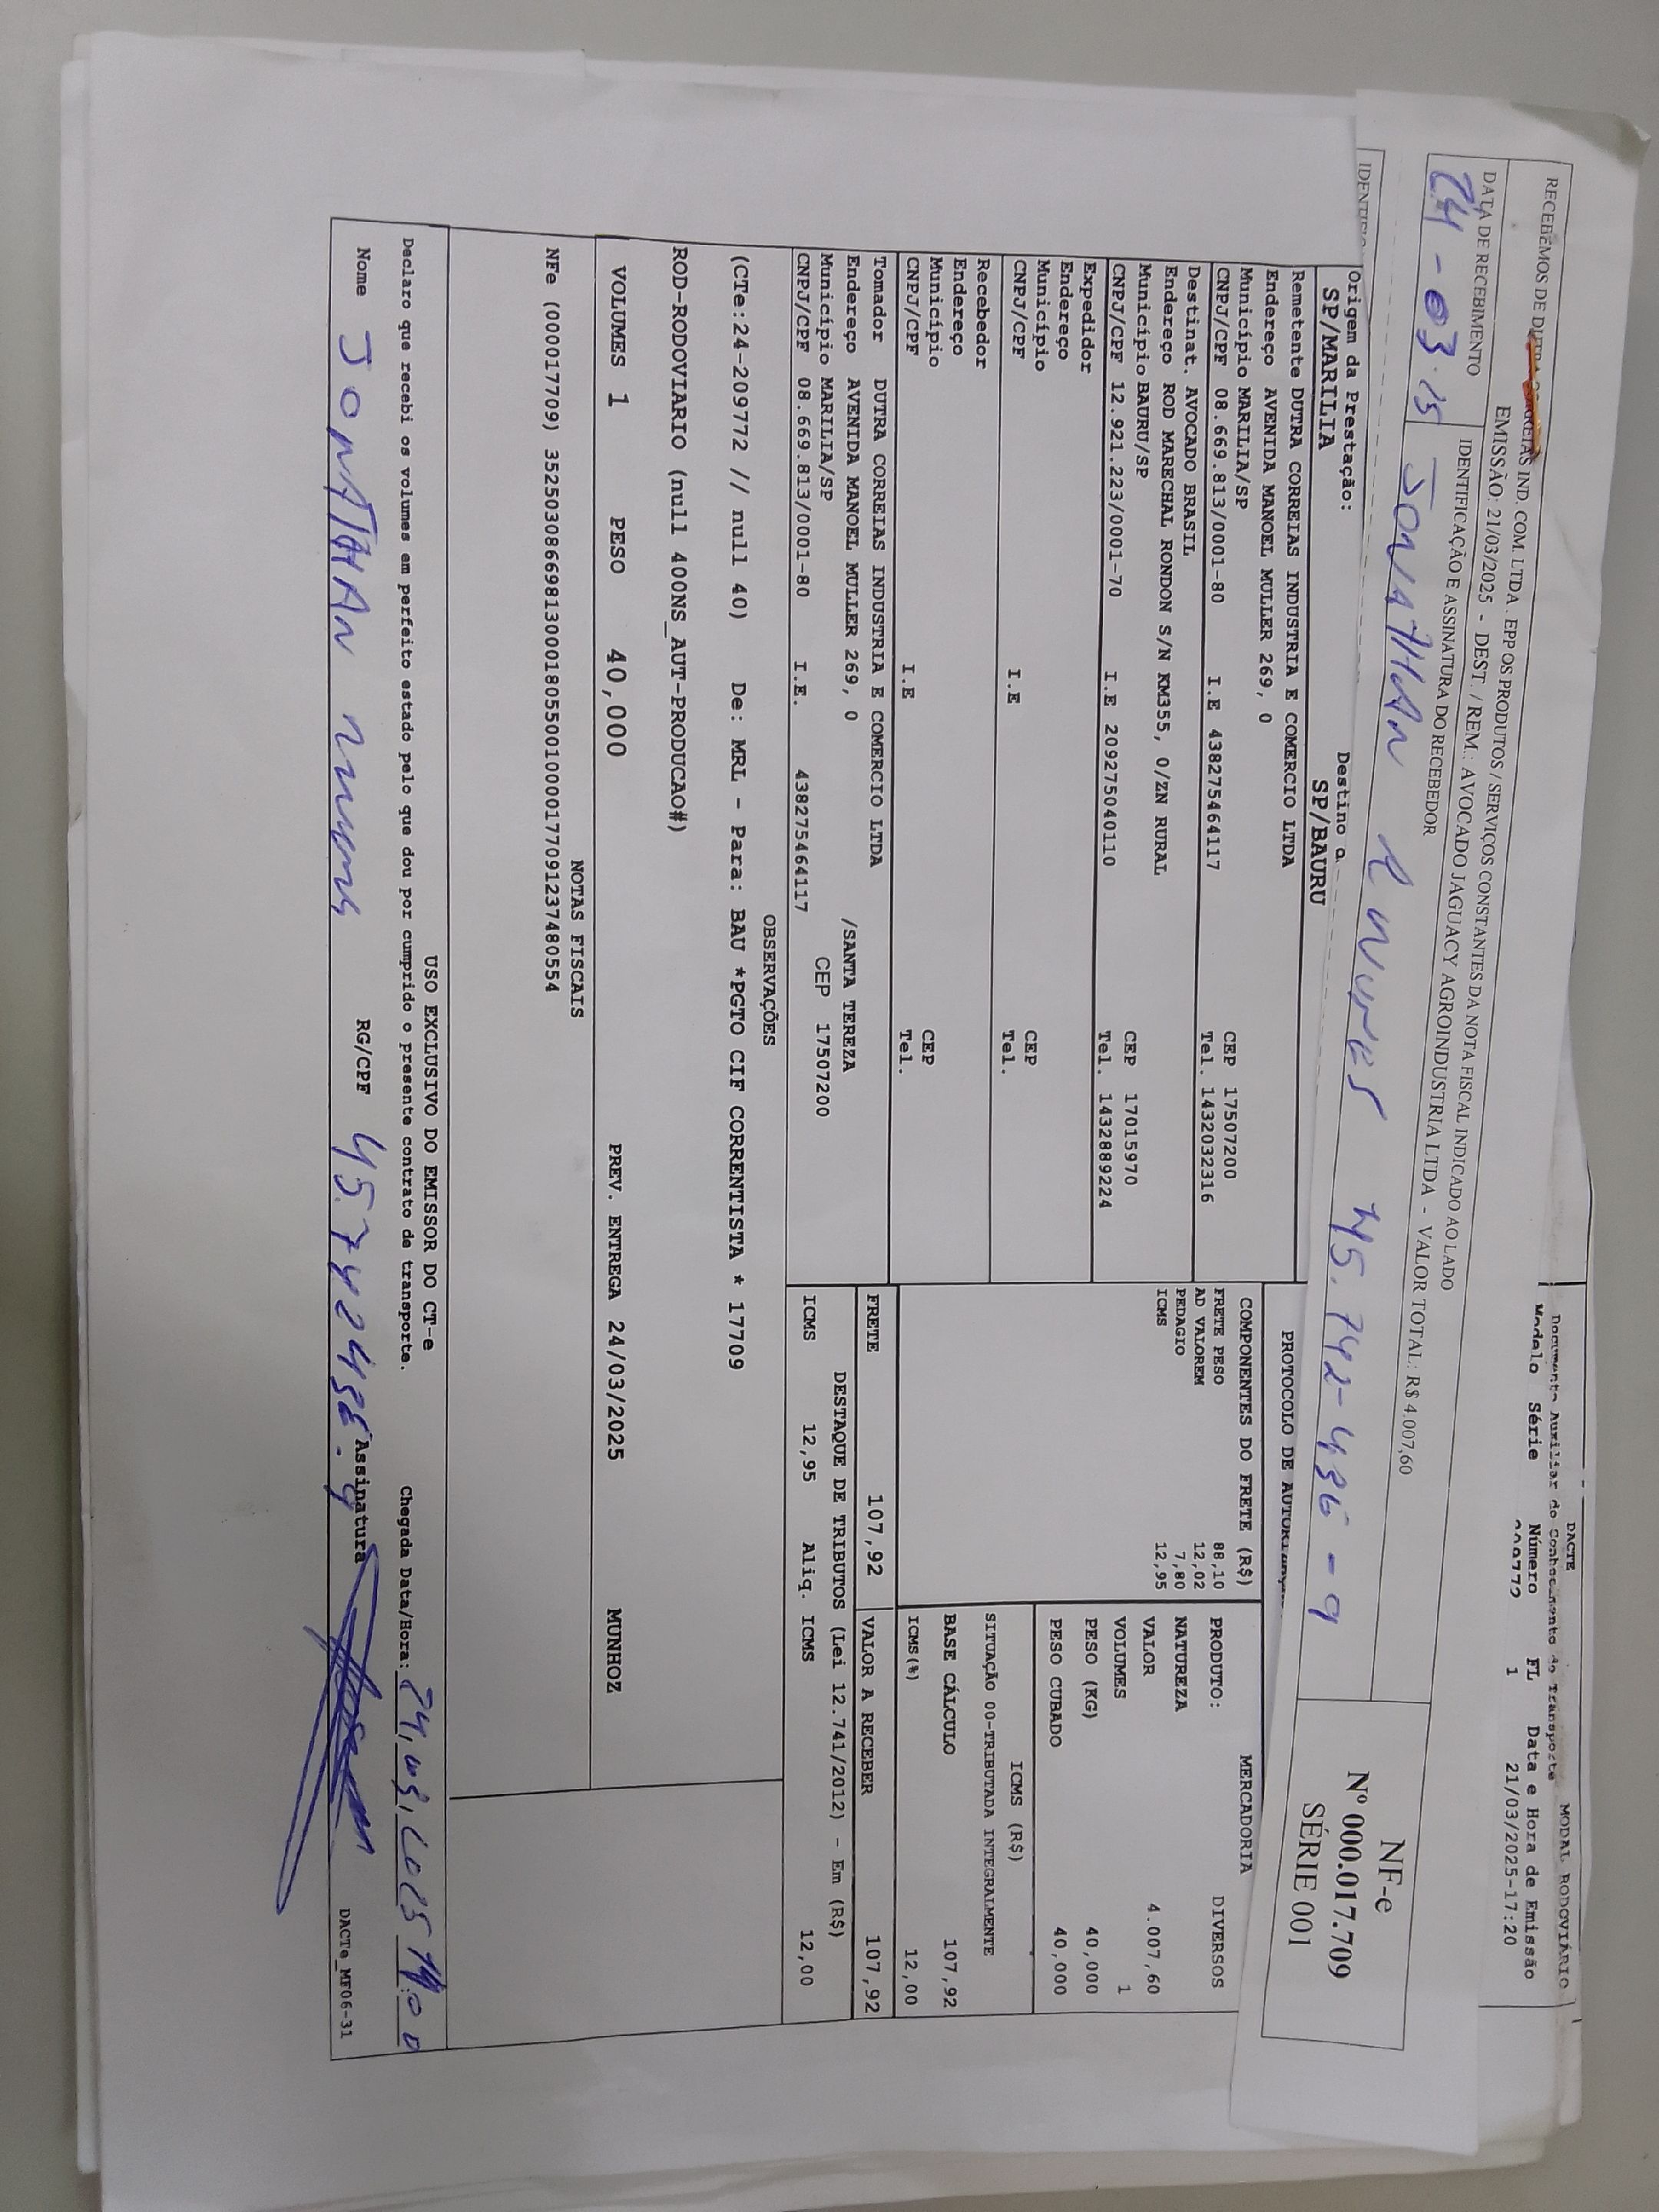 RECEBEMOS DE CORREIAS IND. COM. LTDA . EPP OS PRODUTOS / SERVIÇOS CONSTANTES DA NOTA FISCAL INDICADO AO LADO
EMISSÃO: 21/03/2025 - DEST. / REM.: AVOCADO JAGUACY AGROINDUSTRIA LTDA - VALOR TOTAL: R$ 4.007,60
DATA DE RECEBIMENTO
IDENTIFICAÇÃO E ASSINATURA DO RECEBEDOR
JONATHAN NUNES 45.742-436-9
NF-e
Nº 000.017.709
SÉRIE 001
DACTE
Documento Auxiliar do Conhecimento de Transporte
MODAL RODOVIÁRIO
Modelo Série Número FL Data e Hora de Emissão
1 21/03/2025-17:20
Origem da Prestação:
SP/MARILIA
Destino
SP/BAURU
PROTOCOLO DE
Remetente DUTRA CORREIAS INDUSTRIA E COMERCIO LTDA
Endereço AVENIDA MANOEL MULLER 269, 0
Município MARILIA/SP CEP 17507200
CNPJ/CPF 08.669.813/0001-80 I.E 438275464117 Tel. 1432032316
Destinat. AVOCADO BRASIL
Endereço ROD MARECHAL RONDON S/N KM355, 0/ZN RURAL
Município BAURU/SP CEP 17015970
CNPJ/CPF 12.921.223/0001-70 I.E 209275040110 Tel. 1432889224
Expedidor
Endereço
Município CEP
CNPJ/CPF I.E Tel.
Recebedor
Endereço
Município CEP
CNPJ/CPF I.E Tel.
Tomador DUTRA CORREIAS INDUSTRIA E COMERCIO LTDA
Endereço AVENIDA MANOEL MULLER 269, 0 /SANTA TEREZA
Município MARILIA/SP CEP 17507200
CNPJ/CPF 08.669.813/0001-80 I.E. 438275464117
COMPONENTES DO FRETE (R$)
FRETE PESO 88,10
AD VALOREM 12,02
PEDAGIO 7,80
ICMS 12,95
MERCADORIA
PRODUTO: DIVERSOS
NATUREZA
VALOR 4.007,60
VOLUMES 1
PESO (KG) 40,000
PESO CUBADO 40,000
ICMS (R$)
SITUAÇÃO 00-TRIBUTADA INTEGRALMENTE
BASE CÁLCULO 107,92
ICMS(%) 12,00
FRETE 107,92 VALOR A RECEBER 107,92
DESTAQUE DE TRIBUTOS (Lei 12.741/2012) - Em (R$)
ICMS 12,95 Aliq. ICMS 12,00
OBSERVAÇÕES
(CTe:24-209772 // null 40) De: MRL - Para: BAU *PGTO CIF CORRENTISTA * 17709
ROD-RODOVIARIO (null 400NS_AUT-PRODUCAO#)
VOLUMES 1 PESO 40,000 PREV. ENTREGA 24/03/2025 MUNHOZ
NOTAS FISCAIS
NFe (000017709) 35250308669813000180550010000177091237480554
USO EXCLUSIVO DO EMISSOR DO CT-e
Declaro que recebi os volumes em perfeito estado pelo que dou por cumprido o presente contrato de transporte. Chegada Data/Hora:
Nome JONATHAN RG/CPF Assinatura
DACTe_MF06-31